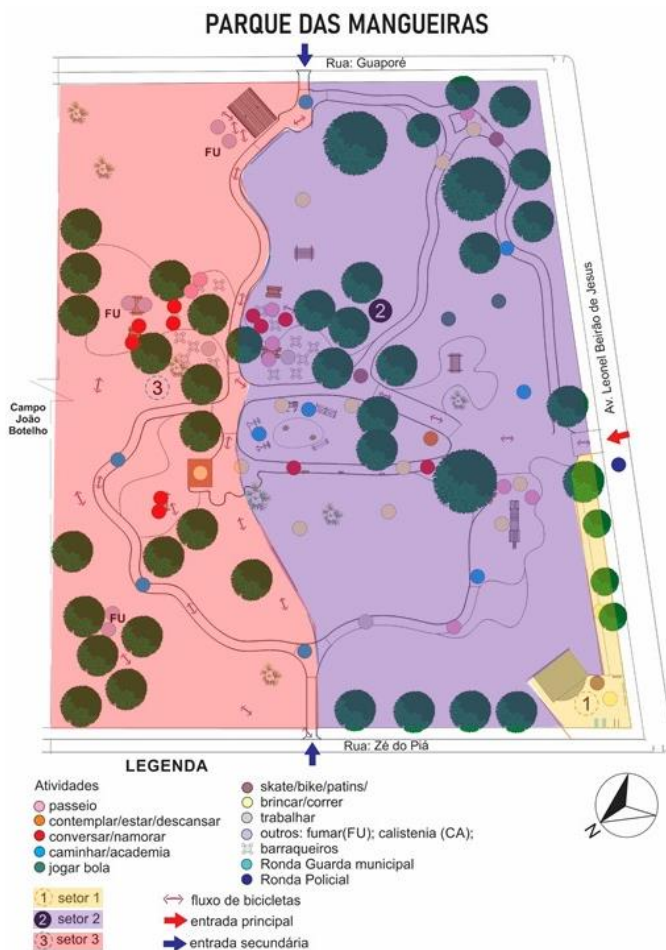 PARQUE DAS MANGUEIRAS
Rua: Guaporé
FU
Av. Leonel Beirão de Jesus
FU
2
3
Campo
João
Botelho
FU
1
Rua: Zé do Piá
LEGENDA
Atividades
passeio
contemplar/estar/descansar
conversar/namorar
caminhar/academia
jogar bola
skate/bike/patins/
brincar/correr
trabalhar
outros: fumar(FU); calistenia (CA);
barraqueiros
Ronda Guarda municipal
Ronda Policial
N
1 setor 1
2 setor 2
3 setor 3
fluxo de bicicletas
entrada principal
entrada secundária